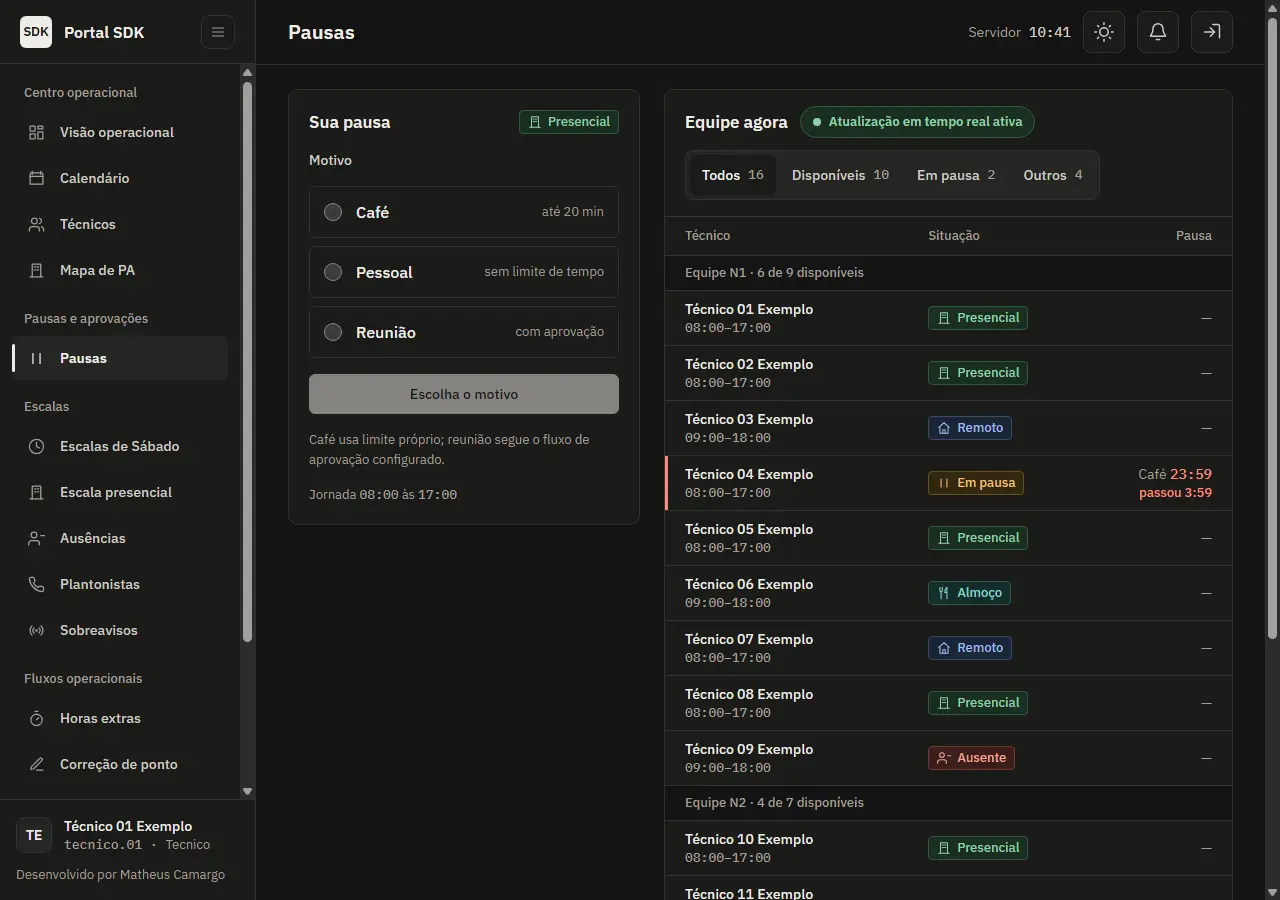 SDK Portal SDK
Centro operacional
Visão operacional
Calendário
Técnicos
Mapa de PA
Pausas e aprovações
Pausas
Escalas
Escalas de Sábado
Escala presencial
Ausências
Plantonistas
Sobreavisos
Fluxos operacionais
Horas extras
Correção de ponto
TE
Técnico 01 Exemplo
tecnico.01 · Tecnico
Desenvolvido por Matheus Camargo
Pausas
Servidor 10:41
Sua pausa Presencial
Motivo
Café até 20 min
Pessoal sem limite de tempo
Reunião com aprovação
Escolha o motivo
Café usa limite próprio; reunião segue o fluxo de
aprovação configurado.
Jornada 08:00 às 17:00
Equipe agora Atualização em tempo real ativa
Todos 16 Disponíveis 10 Em pausa 2 Outros 4
Técnico Situação Pausa
Equipe N1 · 6 de 9 disponíveis
Técnico 01 Exemplo
08:00–17:00
Presencial —
Técnico 02 Exemplo
08:00–17:00
Presencial —
Técnico 03 Exemplo
09:00–18:00
Remoto —
Técnico 04 Exemplo
08:00–17:00
Em pausa
Café 23:59
passou 3:59
Técnico 05 Exemplo
08:00–17:00
Presencial —
Técnico 06 Exemplo
09:00–18:00
Almoço —
Técnico 07 Exemplo
08:00–17:00
Remoto —
Técnico 08 Exemplo
08:00–17:00
Presencial —
Técnico 09 Exemplo
09:00–18:00
Ausente —
Equipe N2 · 4 de 7 disponíveis
Técnico 10 Exemplo
08:00–17:00
Presencial —
Técnico 11 Exemplo